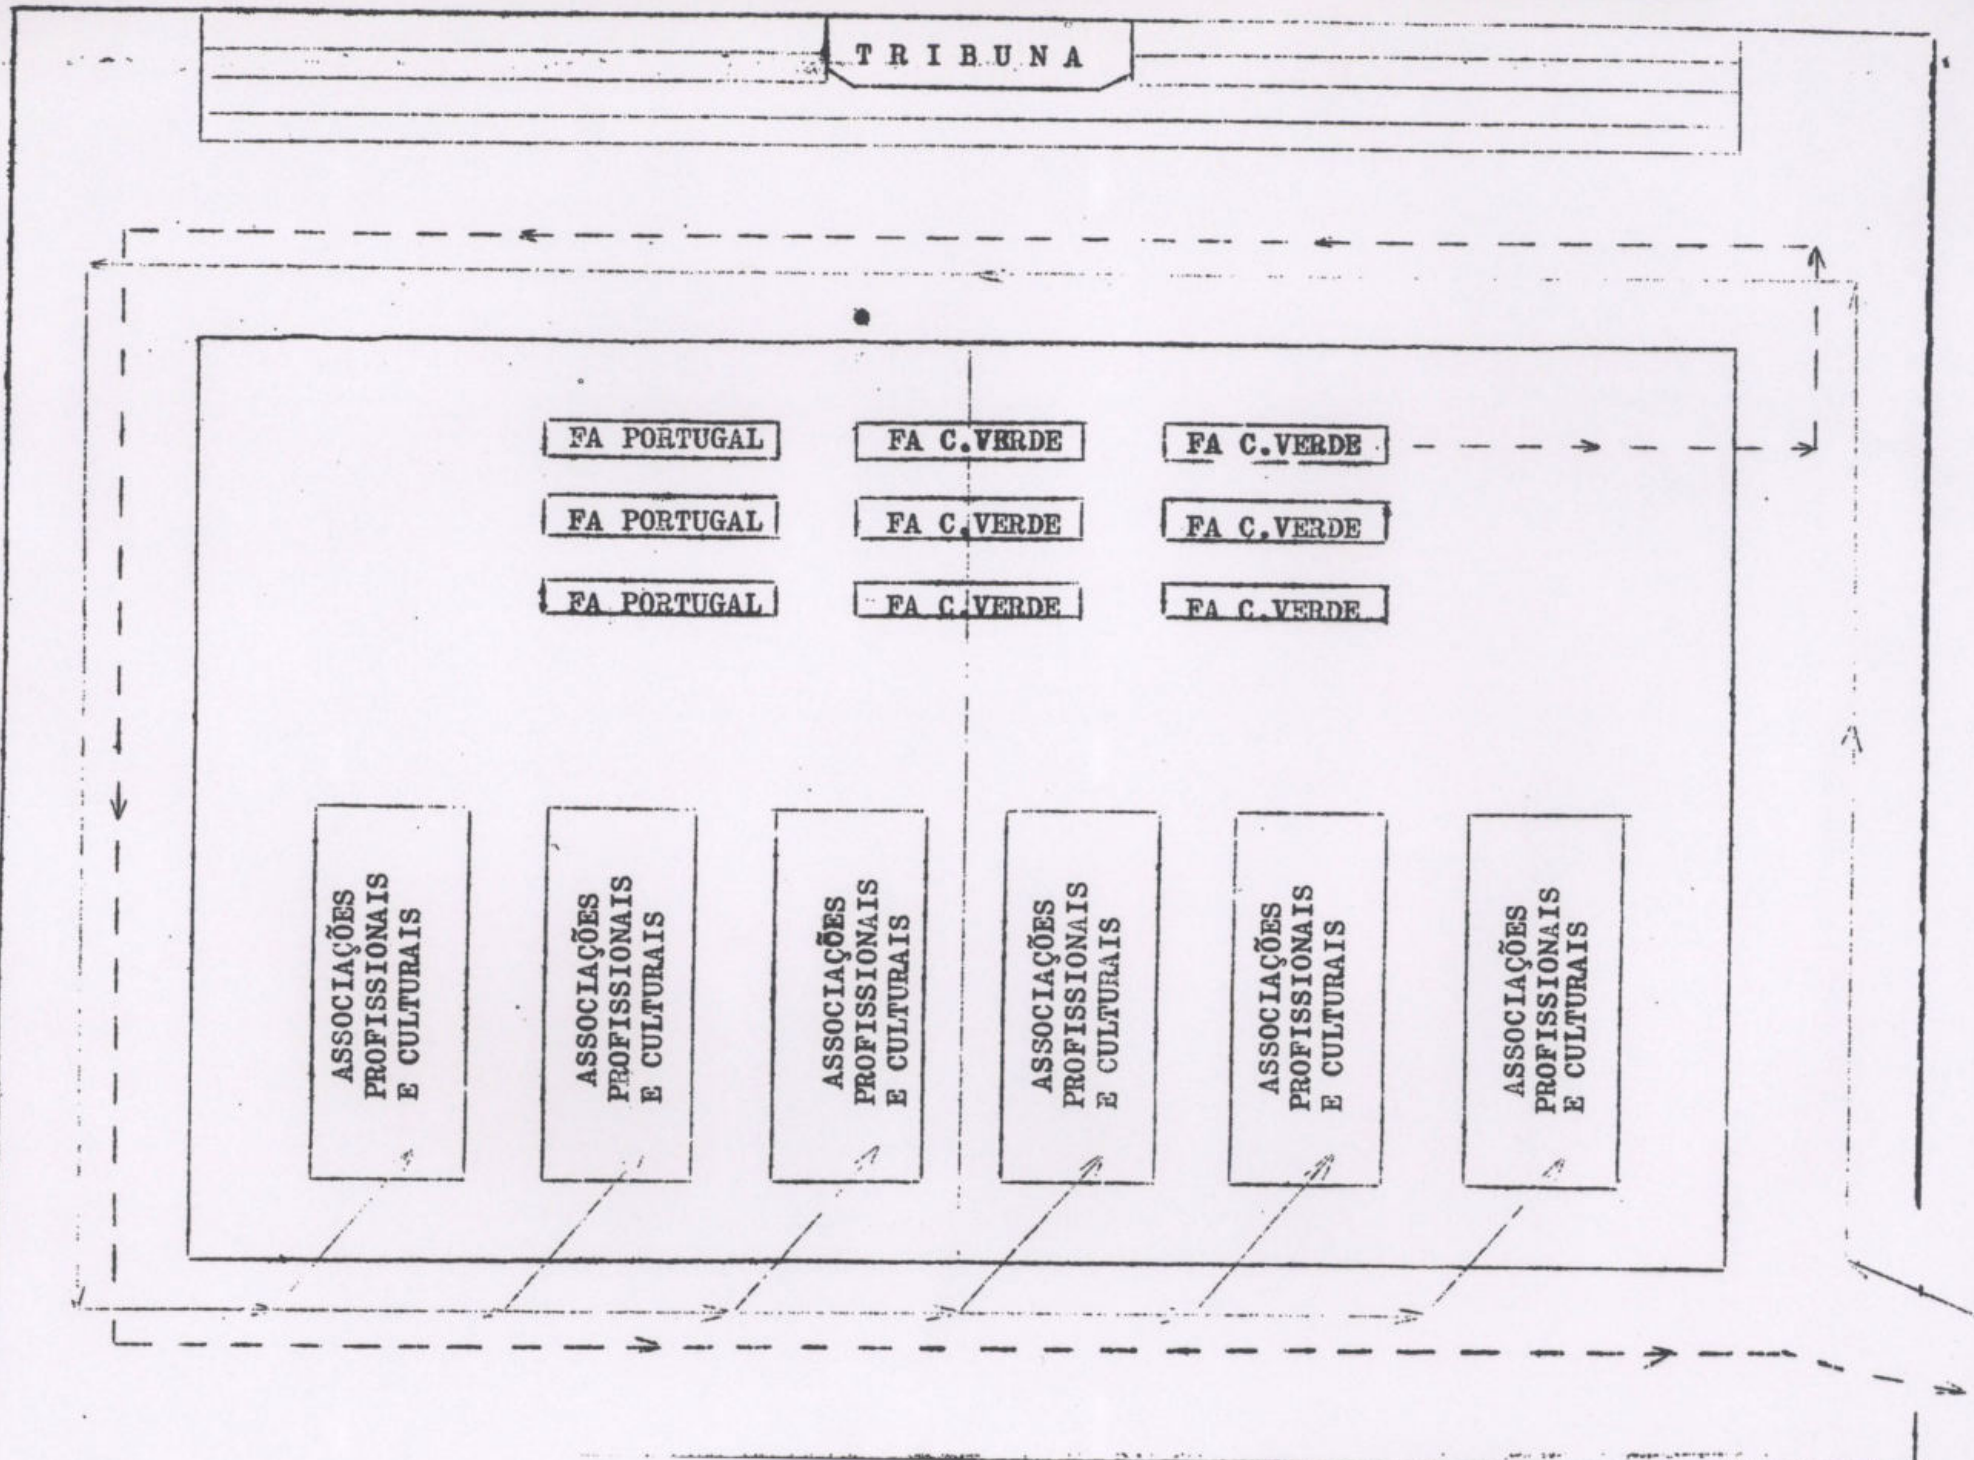 T R I B U N A
FA PORTUGAL
FA C.VERDE
FA C.VERDE
FA PORTUGAL
FA C.VERDE
FA C.VERDE
FA PORTUGAL
FA C.VERDE
FA C.VERDE
ASSOCIAÇÕES
PROFISSIONAIS
E CULTURAIS
ASSOCIAÇÕES
PROFISSIONAIS
E CULTURAIS
ASSOCIAÇÕES
PROFISSIONAIS
E CULTURAIS
ASSOCIAÇÕES
PROFISSIONAIS
E CULTURAIS
ASSOCIAÇÕES
PROFISSIONAIS
E CULTURAIS
ASSOCIAÇÕES
PROFISSIONAIS
E CULTURAIS